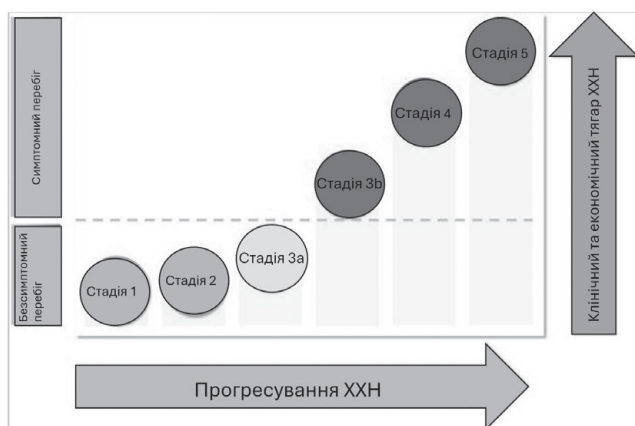 Симптомний перебіг
Безсимптомний
перебіг
Стадія 1
Стадія 2
Стадія 3а
Стадія 3b
Стадія 4
Стадія 5
Клінічний та економічний тягар ХХН
Прогресування ХХН